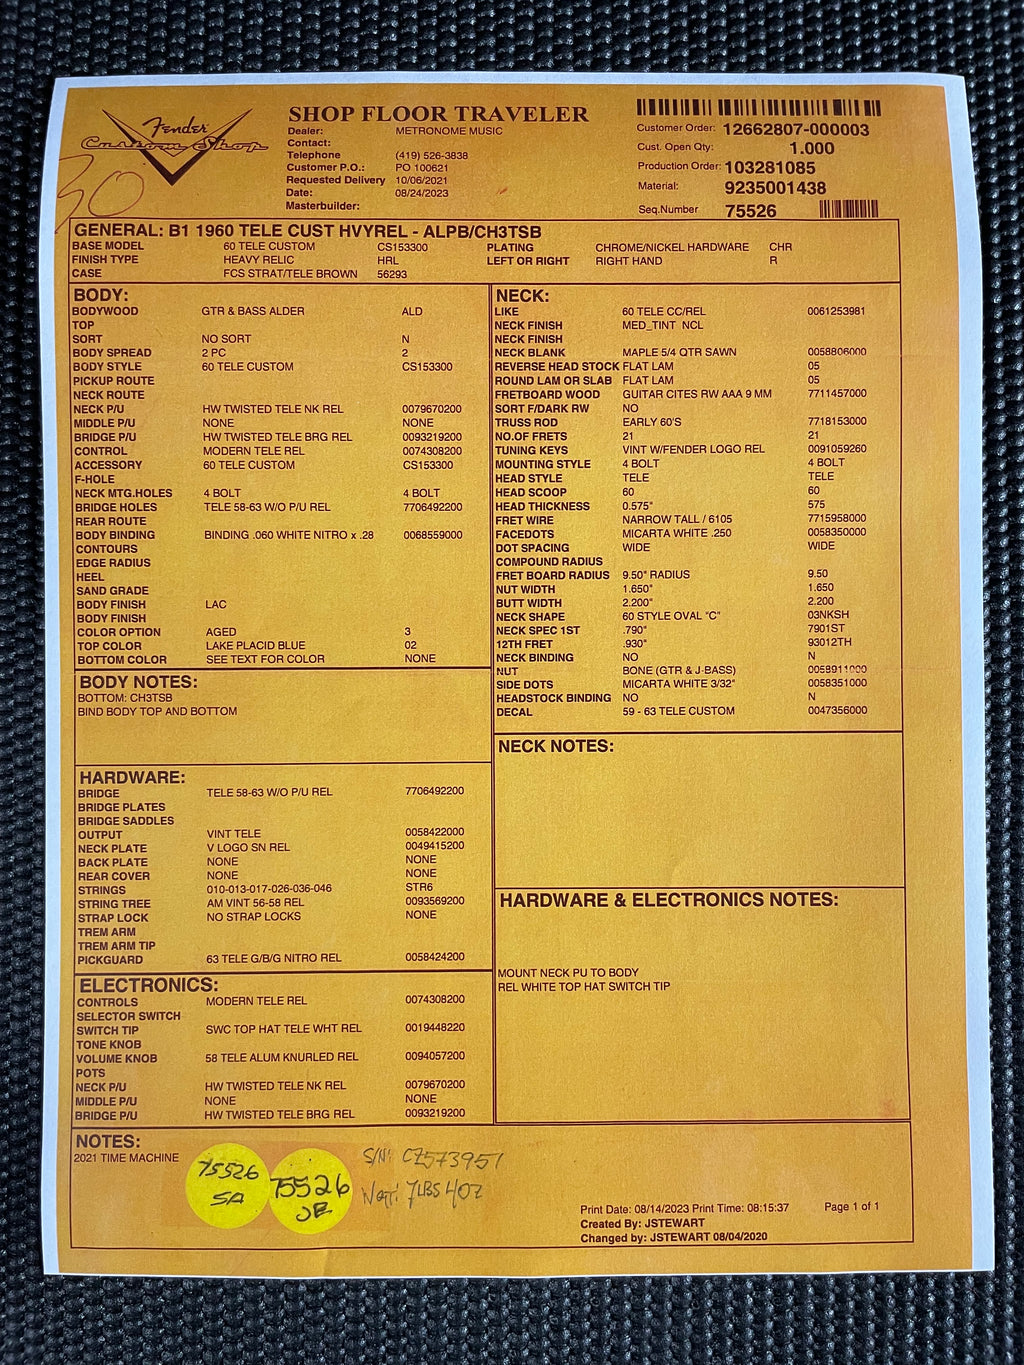 Fender
Custom Shop
30
SHOP FLOOR TRAVELER
Dealer: METRONOME MUSIC
Contact:
Telephone (419) 526-3838
Customer P.O.: PO 100621
Requested Delivery 10/06/2021
Date: 08/24/2023
Masterbuilder:
Customer Order: 12662807-000003
Cust. Open Qty: 1.000
Production Order: 103281085
Material: 9235001438
Seq.Number 75526
GENERAL: B1 1960 TELE CUST HVYREL - ALPB/CH3TSB
BASE MODEL 60 TELE CUSTOM CS153300 PLATING CHROME/NICKEL HARDWARE CHR
FINISH TYPE HEAVY RELIC HRL LEFT OR RIGHT RIGHT HAND R
CASE FCS STRAT/TELE BROWN 56293
BODY:
BODYWOOD GTR & BASS ALDER ALD
TOP
SORT NO SORT N
BODY SPREAD 2 PC 2
BODY STYLE 60 TELE CUSTOM CS153300
PICKUP ROUTE
NECK ROUTE
NECK P/U HW TWISTED TELE NK REL 0079670200
MIDDLE P/U NONE NONE
BRIDGE P/U HW TWISTED TELE BRG REL 0093219200
CONTROL MODERN TELE REL 0074308200
ACCESSORY 60 TELE CUSTOM CS153300
F-HOLE
NECK MTG.HOLES 4 BOLT 4 BOLT
BRIDGE HOLES TELE 58-63 W/O P/U REL 7706492200
REAR ROUTE
BODY BINDING BINDING .060 WHITE NITRO x .28 0068559000
CONTOURS
EDGE RADIUS
HEEL
SAND GRADE
BODY FINISH LAC
BODY FINISH
COLOR OPTION AGED 3
TOP COLOR LAKE PLACID BLUE 02
BOTTOM COLOR SEE TEXT FOR COLOR NONE
BODY NOTES:
BOTTOM: CH3TSB
BIND BODY TOP AND BOTTOM
HARDWARE:
BRIDGE TELE 58-63 W/O P/U REL 7706492200
BRIDGE PLATES
BRIDGE SADDLES
OUTPUT VINT TELE 0058422000
NECK PLATE V LOGO SN REL 0049415200
BACK PLATE NONE NONE
REAR COVER NONE NONE
STRINGS 010-013-017-026-036-046 STR6
STRING TREE AM VINT 56-58 REL 0093569200
STRAP LOCK NO STRAP LOCKS NONE
TREM ARM
TREM ARM TIP
PICKGUARD 63 TELE G/B/G NITRO REL 0058424200
ELECTRONICS:
CONTROLS MODERN TELE REL 0074308200
SELECTOR SWITCH
SWITCH TIP SWC TOP HAT TELE WHT REL 0019448220
TONE KNOB
VOLUME KNOB 58 TELE ALUM KNURLED REL 0094057200
POTS
NECK P/U HW TWISTED TELE NK REL 0079670200
MIDDLE P/U NONE NONE
BRIDGE P/U HW TWISTED TELE BRG REL 0093219200
NECK:
LIKE 60 TELE CC/REL 0061253981
NECK FINISH MED_TINT NCL
NECK FINISH
NECK BLANK MAPLE 5/4 QTR SAWN 0058806000
REVERSE HEAD STOCK FLAT LAM 05
ROUND LAM OR SLAB FLAT LAM 05
FRETBOARD WOOD GUITAR CITES RW AAA 9 MM 7711457000
SORT F/DARK RW NO
TRUSS ROD EARLY 60'S 7718153000
NO.OF FRETS 21 21
TUNING KEYS VINT W/FENDER LOGO REL 0091059260
MOUNTING STYLE 4 BOLT 4 BOLT
HEAD STYLE TELE TELE
HEAD SCOOP 60 60
HEAD THICKNESS 0.575" 575
FRET WIRE NARROW TALL / 6105 7715958000
FACEDOTS MICARTA WHITE .250 0058350000
DOT SPACING WIDE WIDE
COMPOUND RADIUS
FRET BOARD RADIUS 9.50" RADIUS 9.50
NUT WIDTH 1.650" 1.650
BUTT WIDTH 2.200" 2.200
NECK SHAPE 60 STYLE OVAL "C" 03NKSH
NECK SPEC 1ST .790" 7901ST
12TH FRET .930" 93012TH
NECK BINDING NO N
NUT BONE (GTR & J-BASS) 0058911000
SIDE DOTS MICARTA WHITE 3/32" 0058351000
HEADSTOCK BINDING NO N
DECAL 59 - 63 TELE CUSTOM 0047356000
NECK NOTES:
HARDWARE & ELECTRONICS NOTES:
MOUNT NECK PU TO BODY
REL WHITE TOP HAT SWITCH TIP
NOTES:
2021 TIME MACHINE
75526
SA
75526
JE
S/N: CZ573951
7LBS 4OZ
Print Date: 08/14/2023 Print Time: 08:15:37 Page 1 of 1
Created By: JSTEWART
Changed by: JSTEWART 08/04/2020